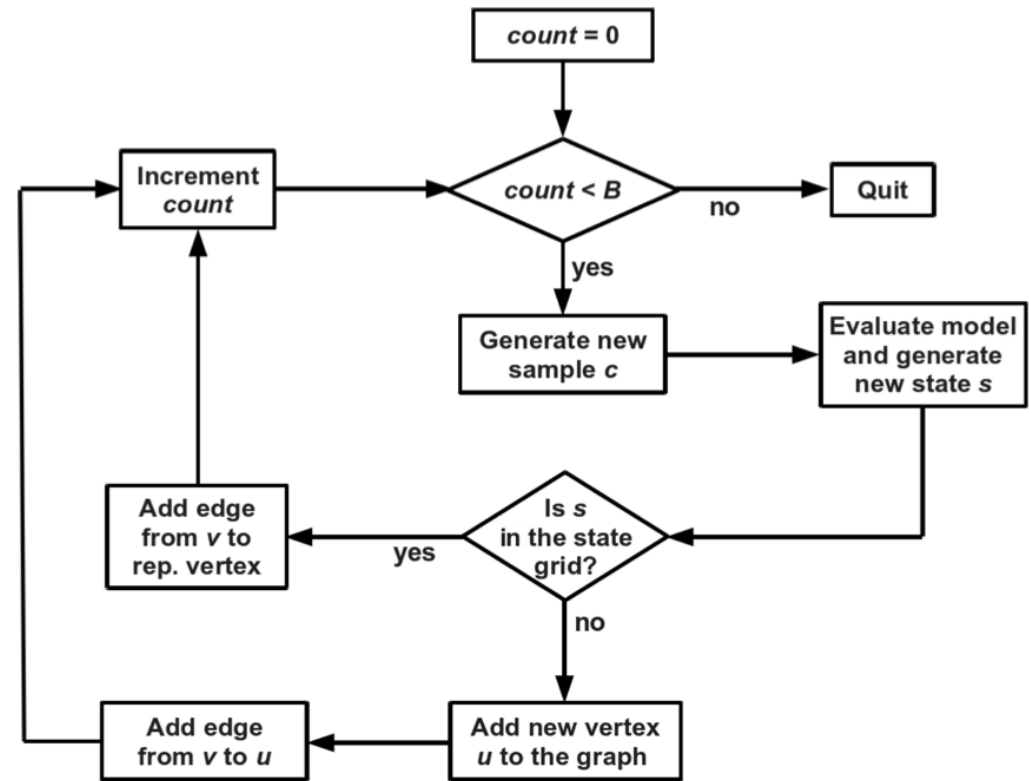 count = 0
Increment
count
count < B
no
Quit
yes
Generate new
sample c
Evaluate model
and generate
new state s
Add edge
from v to
rep. vertex
yes
Is s
in the state
grid?
no
Add edge
from v to u
Add new vertex
u to the graph